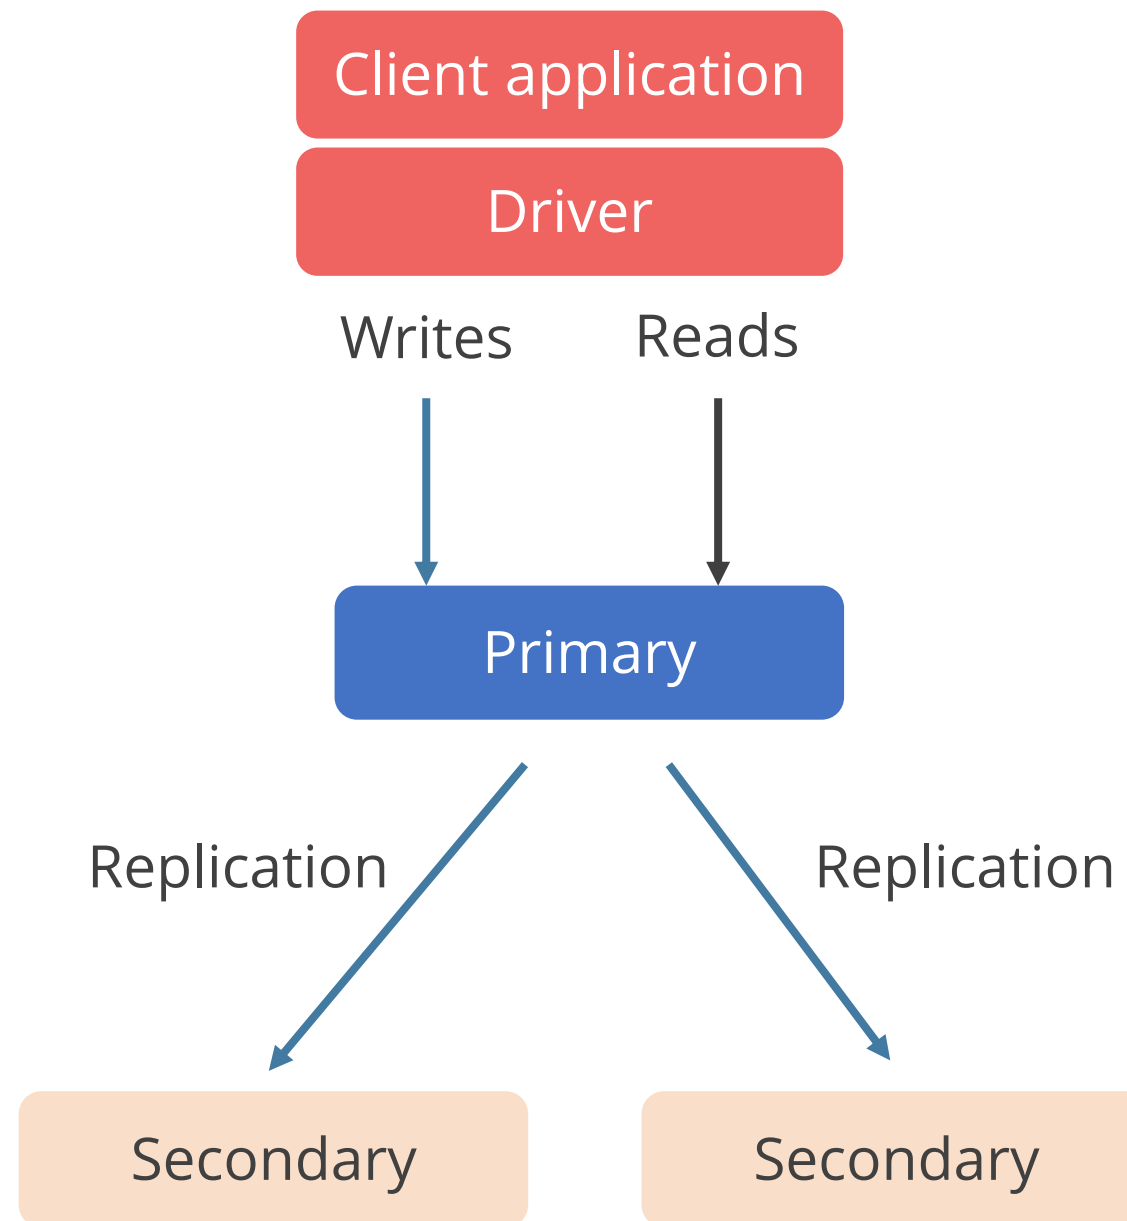 Client application
Driver
Writes
Reads
Primary
Replication
Replication
Secondary
Secondary